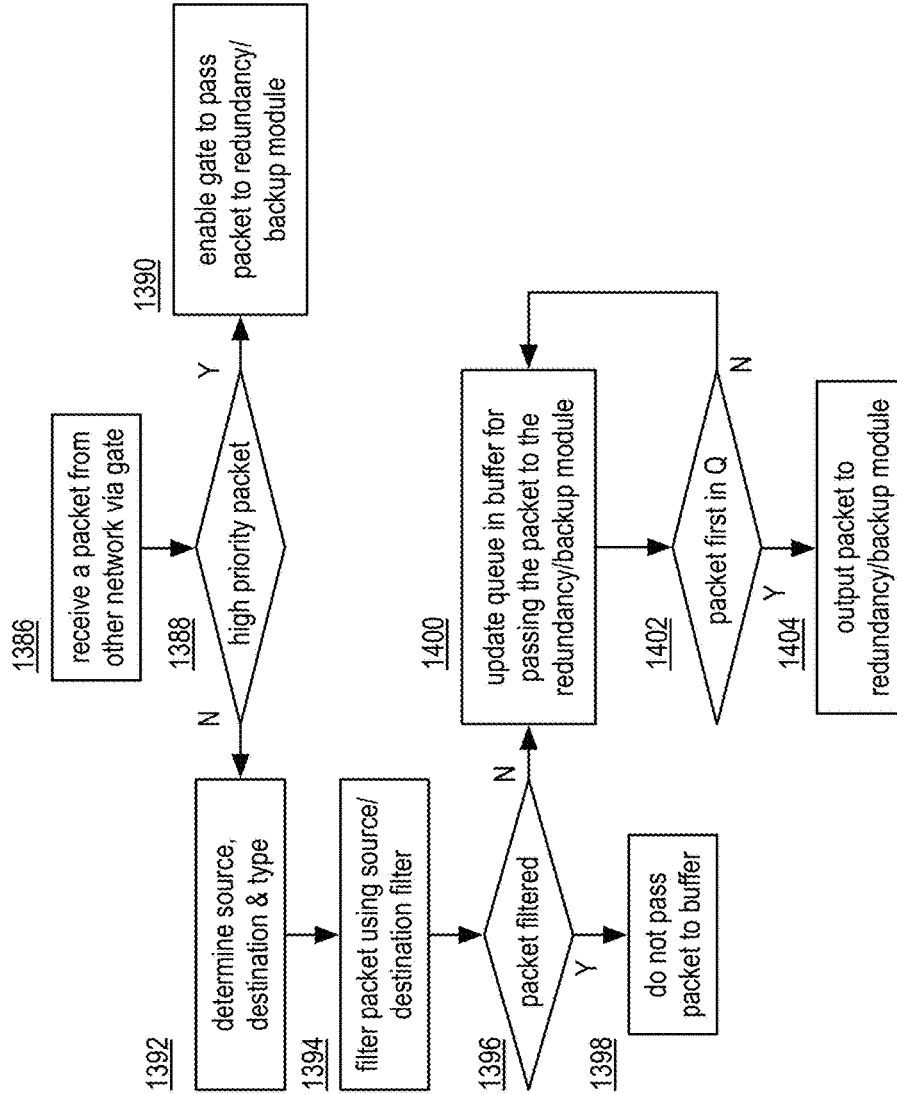 1386
receive a packet from
other network via gate
1388
high priority packet
Y
N
1390
enable gate to pass
packet to redundancy/
backup module
1392
determine source,
destination & type
1394
filter packet using source/
destination filter
1396
packet filtered
N
Y
1398
do not pass
packet to buffer
1400
update queue in buffer for
passing the packet to the
redundancy/backup module
1402
packet first in Q
N
Y
1404
output packet to
redundancy/backup module